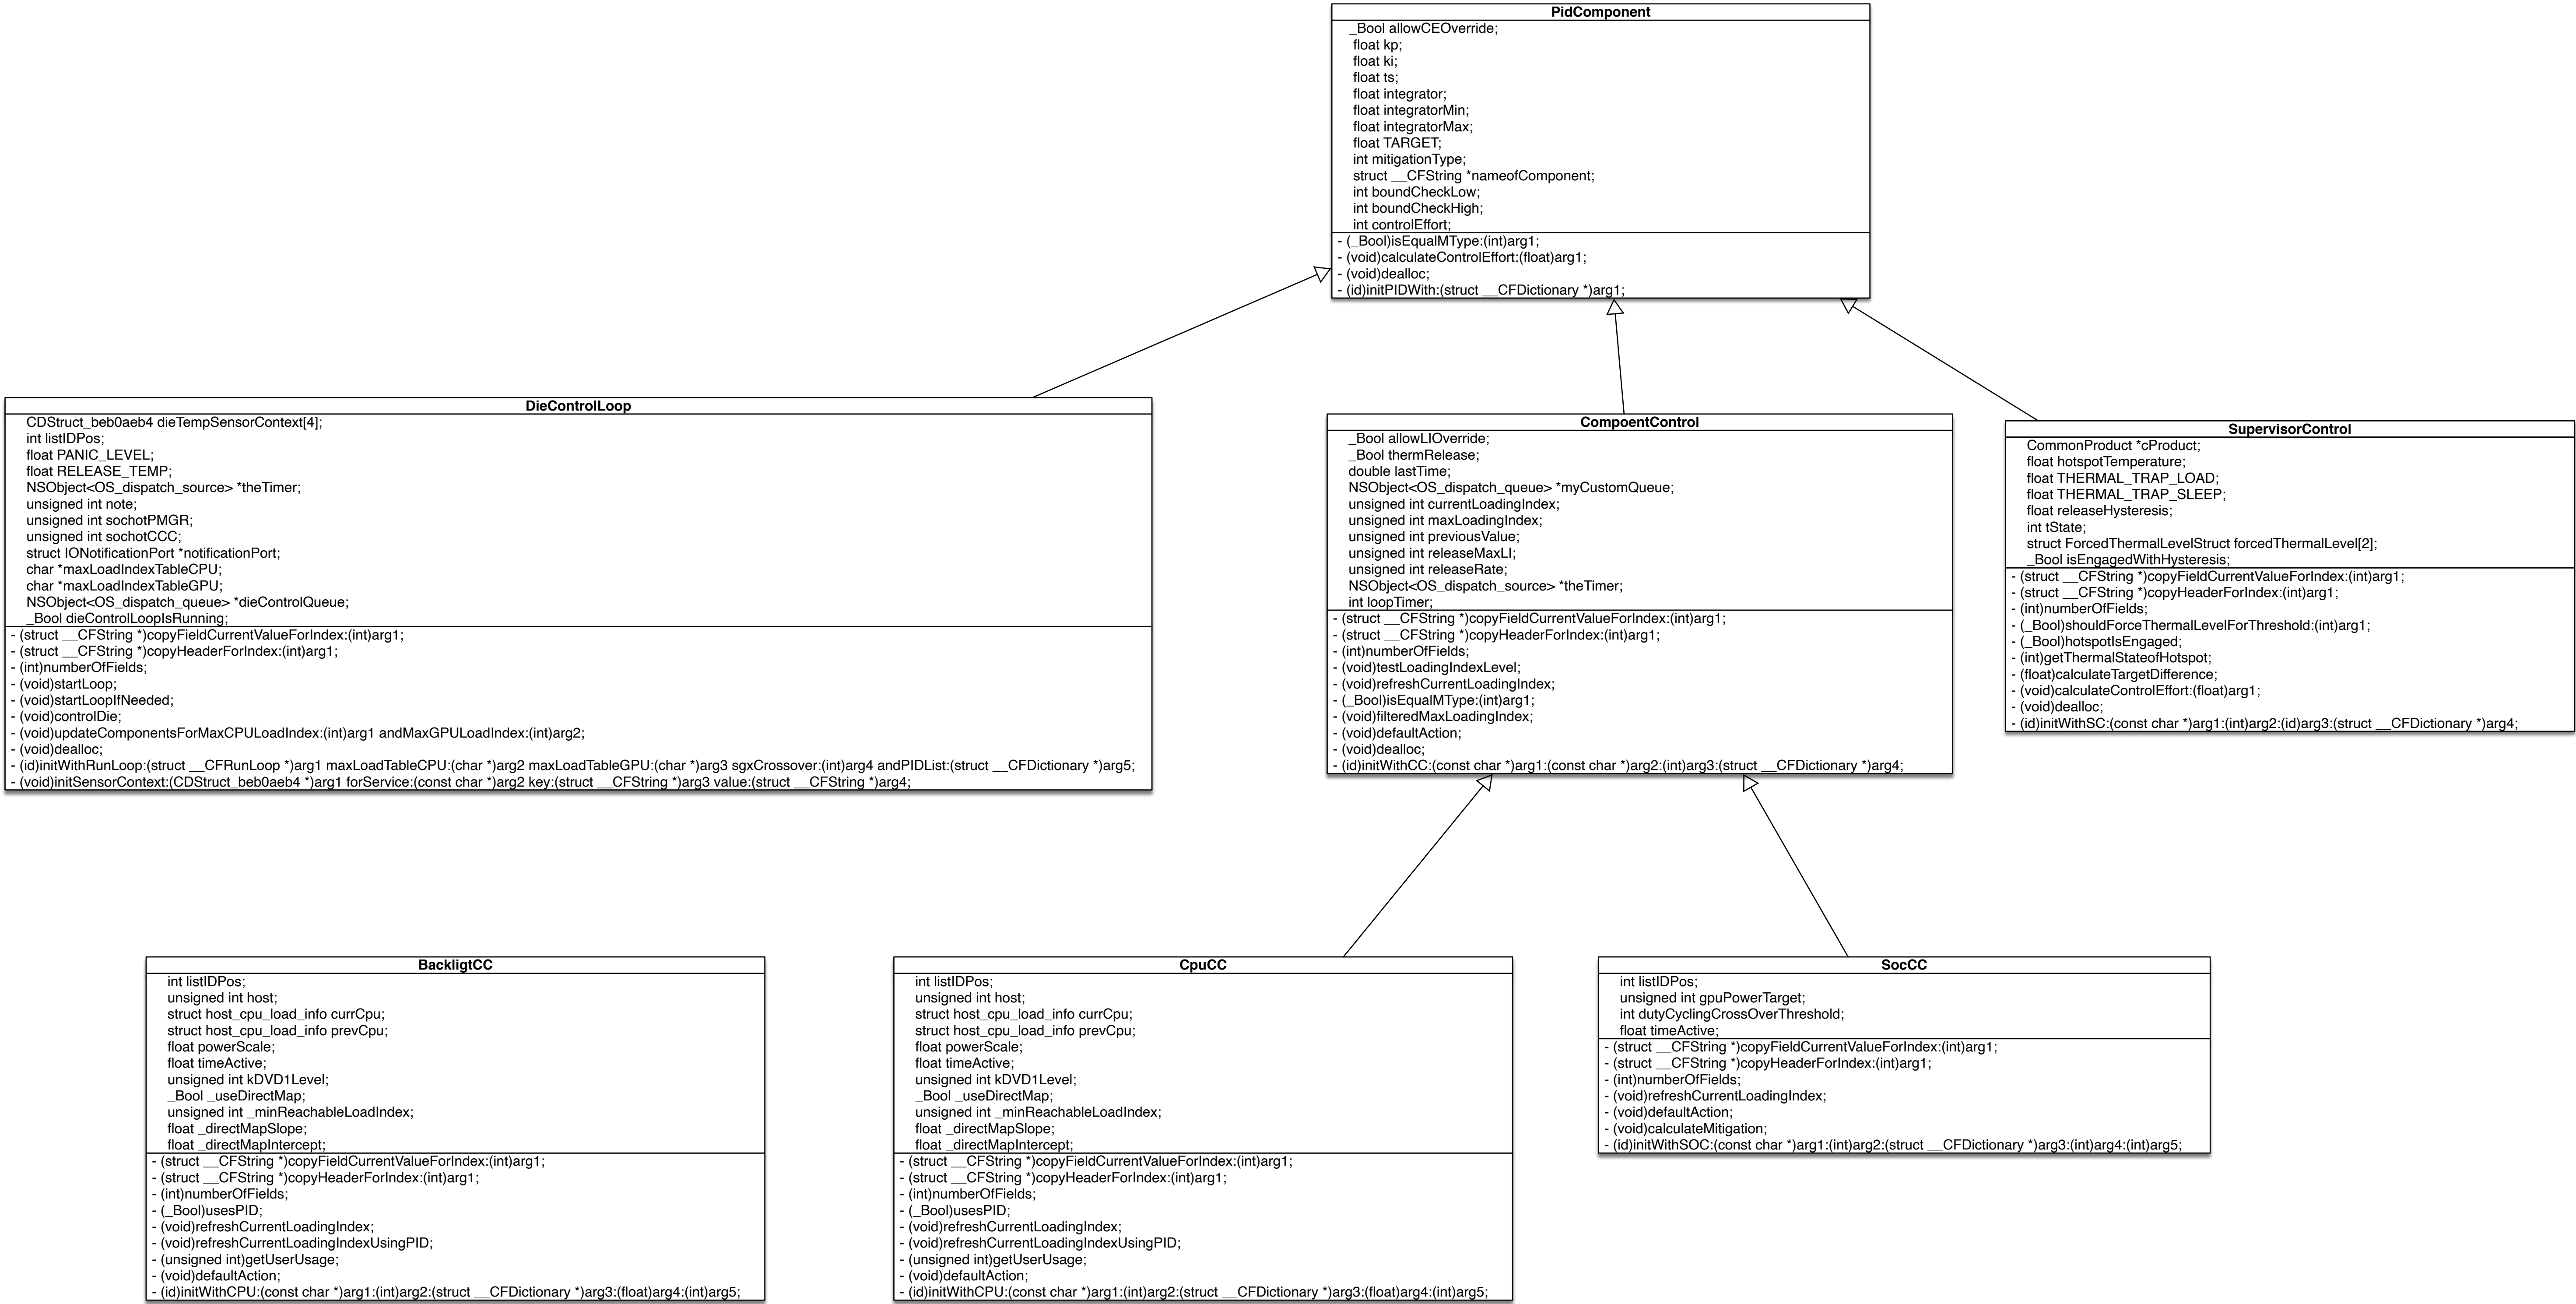 PidComponent
_Bool allowCEOverride;
float kp;
float ki;
float ts;
float integrator;
float integratorMin;
float integratorMax;
float TARGET;
int mitigationType;
struct __CFString *nameofComponent;
int boundCheckLow;
int boundCheckHigh;
int controlEffort;
- (_Bool)isEqualMType:(int)arg1;
- (void)calculateControlEffort:(float)arg1;
- (void)dealloc;
- (id)initPIDWith:(struct __CFDictionary *)arg1;
DieControlLoop
CDStruct_beb0aeb4 dieTempSensorContext[4];
int listIDPos;
float PANIC_LEVEL;
float RELEASE_TEMP;
NSObject<OS_dispatch_source> *theTimer;
unsigned int note;
unsigned int sochotPMGR;
unsigned int sochotCCC;
struct IONotificationPort *notificationPort;
char *maxLoadIndexTableCPU;
char *maxLoadIndexTableGPU;
NSObject<OS_dispatch_queue> *dieControlQueue;
_Bool dieControlLoopIsRunning;
- (struct __CFString *)copyFieldCurrentValueForIndex:(int)arg1;
- (struct __CFString *)copyHeaderForIndex:(int)arg1;
- (int)numberOfFields;
- (void)startLoop;
- (void)startLoopIfNeeded;
- (void)controlDie;
- (void)updateComponentsForMaxCPULoadIndex:(int)arg1 andMaxGPULoadIndex:(int)arg2;
- (void)dealloc;
- (id)initWithRunLoop:(struct __CFRunLoop *)arg1 maxLoadTableCPU:(char *)arg2 maxLoadTableGPU:(char *)arg3 sgxCrossover:(int)arg4 andPIDList:(struct __CFDictionary *)arg5;
- (void)initSensorContext:(CDStruct_beb0aeb4 *)arg1 forService:(const char *)arg2 key:(struct __CFString *)arg3 value:(struct __CFString *)arg4;
CompoentControl
_Bool allowLIOverride;
_Bool thermRelease;
double lastTime;
NSObject<OS_dispatch_queue> *myCustomQueue;
unsigned int currentLoadingIndex;
unsigned int maxLoadingIndex;
unsigned int previousValue;
unsigned int releaseMaxLI;
unsigned int releaseRate;
NSObject<OS_dispatch_source> *theTimer;
int loopTimer;
- (struct __CFString *)copyFieldCurrentValueForIndex:(int)arg1;
- (struct __CFString *)copyHeaderForIndex:(int)arg1;
- (int)numberOfFields;
- (void)testLoadingIndexLevel;
- (void)refreshCurrentLoadingIndex;
- (_Bool)isEqualMType:(int)arg1;
- (void)filteredMaxLoadingIndex;
- (void)defaultAction;
- (void)dealloc;
- (id)initWithCC:(const char *)arg1:(const char *)arg2:(int)arg3:(struct __CFDictionary *)arg4;
SupervisorControl
CommonProduct *cProduct;
float hotspotTemperature;
float THERMAL_TRAP_LOAD;
float THERMAL_TRAP_SLEEP;
float releaseHysteresis;
int tState;
struct ForcedThermalLevelStruct forcedThermalLevel[2];
_Bool isEngagedWithHysteresis;
- (struct __CFString *)copyFieldCurrentValueForIndex:(int)arg1;
- (struct __CFString *)copyHeaderForIndex:(int)arg1;
- (int)numberOfFields;
- (_Bool)shouldForceThermalLevelForThreshold:(int)arg1;
- (_Bool)hotspotIsEngaged;
- (int)getThermalStateofHotspot;
- (float)calculateTargetDifference;
- (void)calculateControlEffort:(float)arg1;
- (void)dealloc;
- (id)initWithSC:(const char *)arg1:(int)arg2:(id)arg3:(struct __CFDictionary *)arg4;
BackligtCC
int listIDPos;
unsigned int host;
struct host_cpu_load_info currCpu;
struct host_cpu_load_info prevCpu;
float powerScale;
float timeActive;
unsigned int kDVD1Level;
_Bool _useDirectMap;
unsigned int _minReachableLoadIndex;
float _directMapSlope;
float _directMapIntercept;
- (struct __CFString *)copyFieldCurrentValueForIndex:(int)arg1;
- (struct __CFString *)copyHeaderForIndex:(int)arg1;
- (int)numberOfFields;
- (_Bool)usesPID;
- (void)refreshCurrentLoadingIndex;
- (void)refreshCurrentLoadingIndexUsingPID;
- (unsigned int)getUserUsage;
- (void)defaultAction;
- (id)initWithCPU:(const char *)arg1:(int)arg2:(struct __CFDictionary *)arg3:(float)arg4:(int)arg5;
CpuCC
int listIDPos;
unsigned int host;
struct host_cpu_load_info currCpu;
struct host_cpu_load_info prevCpu;
float powerScale;
float timeActive;
unsigned int kDVD1Level;
_Bool _useDirectMap;
unsigned int _minReachableLoadIndex;
float _directMapSlope;
float _directMapIntercept;
- (struct __CFString *)copyFieldCurrentValueForIndex:(int)arg1;
- (struct __CFString *)copyHeaderForIndex:(int)arg1;
- (int)numberOfFields;
- (_Bool)usesPID;
- (void)refreshCurrentLoadingIndex;
- (void)refreshCurrentLoadingIndexUsingPID;
- (unsigned int)getUserUsage;
- (void)defaultAction;
- (id)initWithCPU:(const char *)arg1:(int)arg2:(struct __CFDictionary *)arg3:(float)arg4:(int)arg5;
SocCC
int listIDPos;
unsigned int gpuPowerTarget;
int dutyCyclingCrossOverThreshold;
float timeActive;
- (struct __CFString *)copyFieldCurrentValueForIndex:(int)arg1;
- (struct __CFString *)copyHeaderForIndex:(int)arg1;
- (int)numberOfFields;
- (void)refreshCurrentLoadingIndex;
- (void)defaultAction;
- (void)calculateMitigation;
- (id)initWithSOC:(const char *)arg1:(int)arg2:(struct __CFDictionary *)arg3:(int)arg4:(int)arg5;